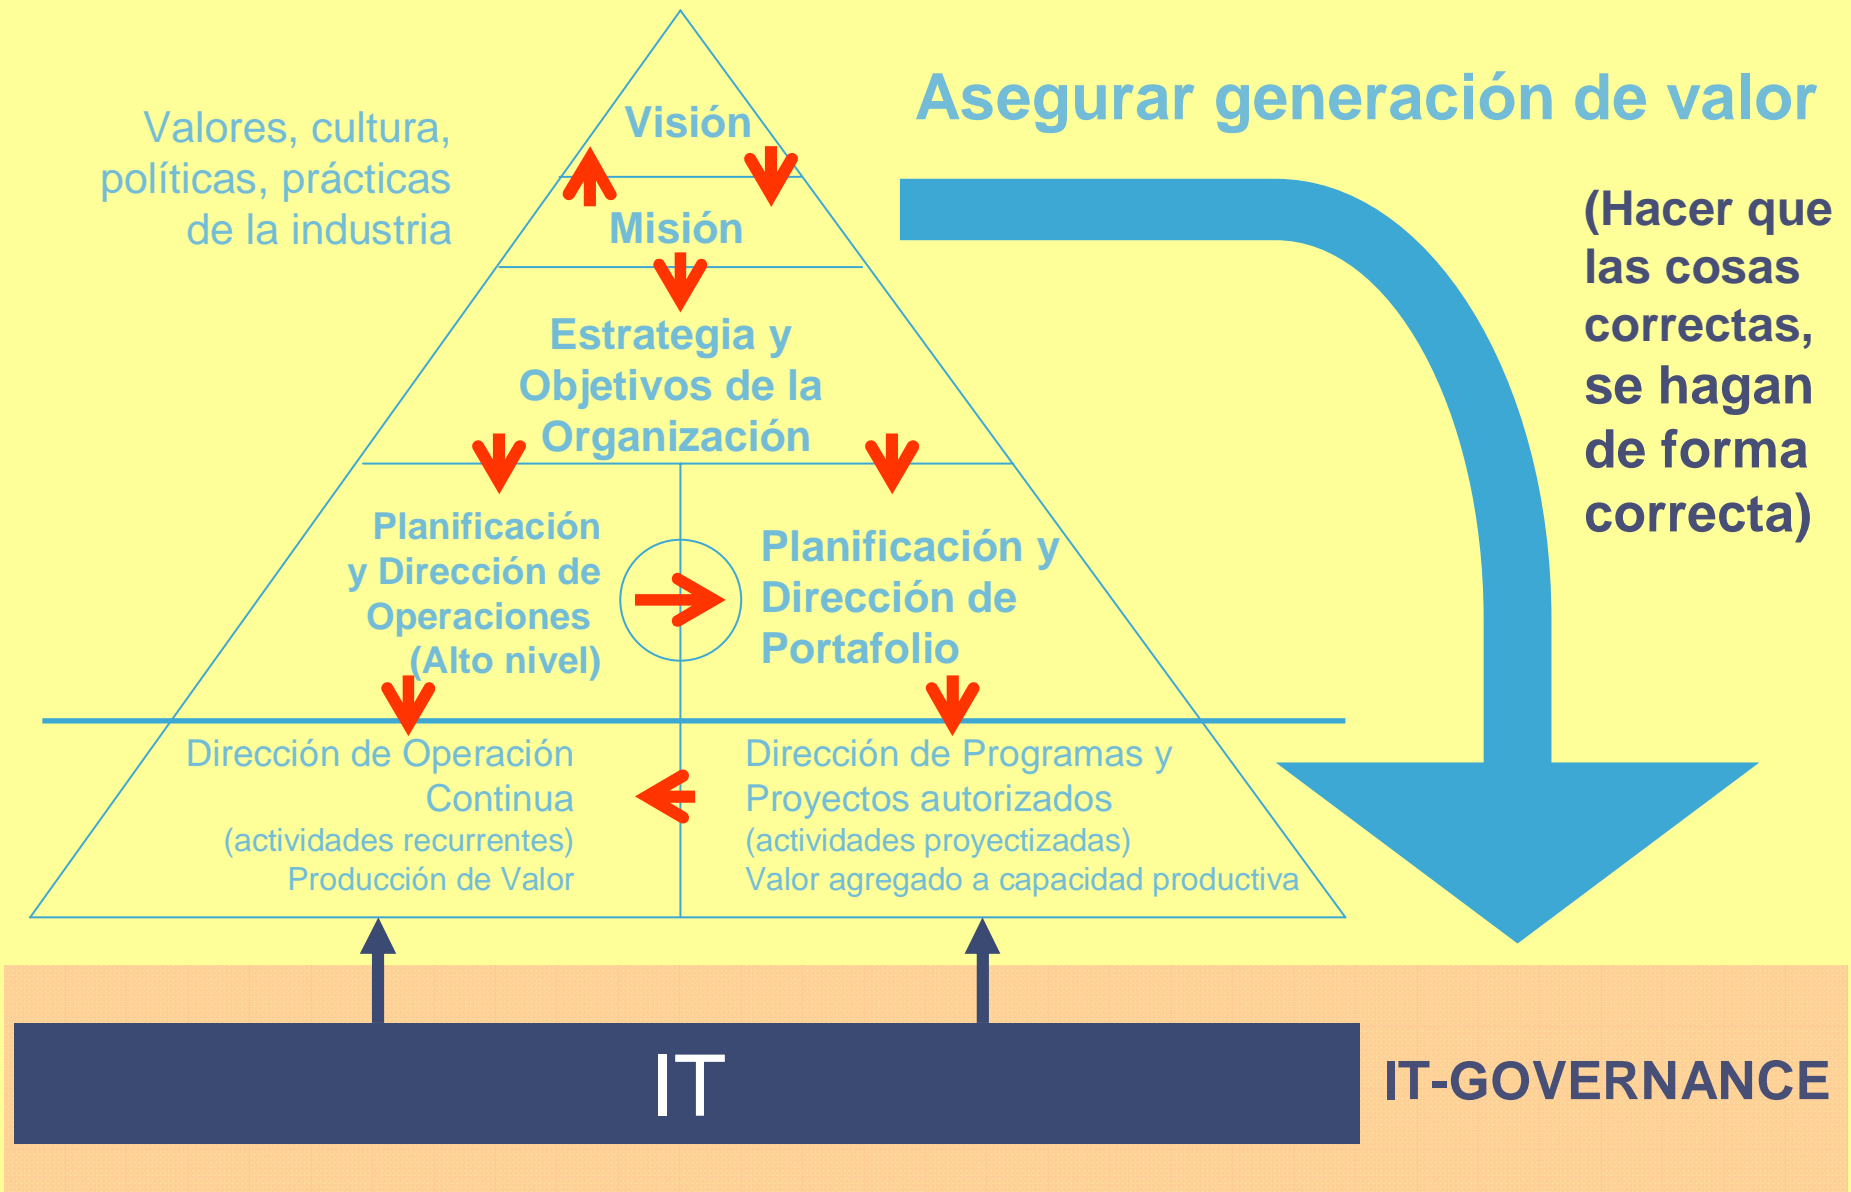 Asegurar generación de valor
Valores, cultura,
políticas, prácticas
de la industria
Visión
Misión
Estrategia y
Objetivos de la
Organización
(Hacer que
las cosas
correctas,
se hagan
de forma
correcta)
Planificación
y Dirección de
Operaciones
(Alto nivel)
Planificación y
Dirección de
Portafolio
Dirección de Operación
Continua
(actividades recurrentes)
Producción de Valor
Dirección de Programas y
Proyectos autorizados
(actividades proyectizadas)
Valor agregado a capacidad productiva
IT
IT-GOVERNANCE